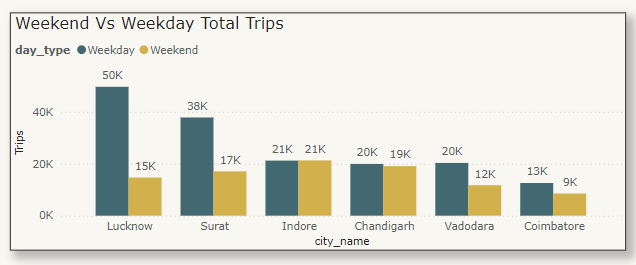 Weekend Vs Weekday Total Trips
day_type Weekday Weekend
Trips
40K
20K
0K
50K 15K 38K 17K 21K 21K 20K 19K 20K 12K 13K 9K
Lucknow Surat Indore Chandigarh Vadodara Coimbatore
city_name